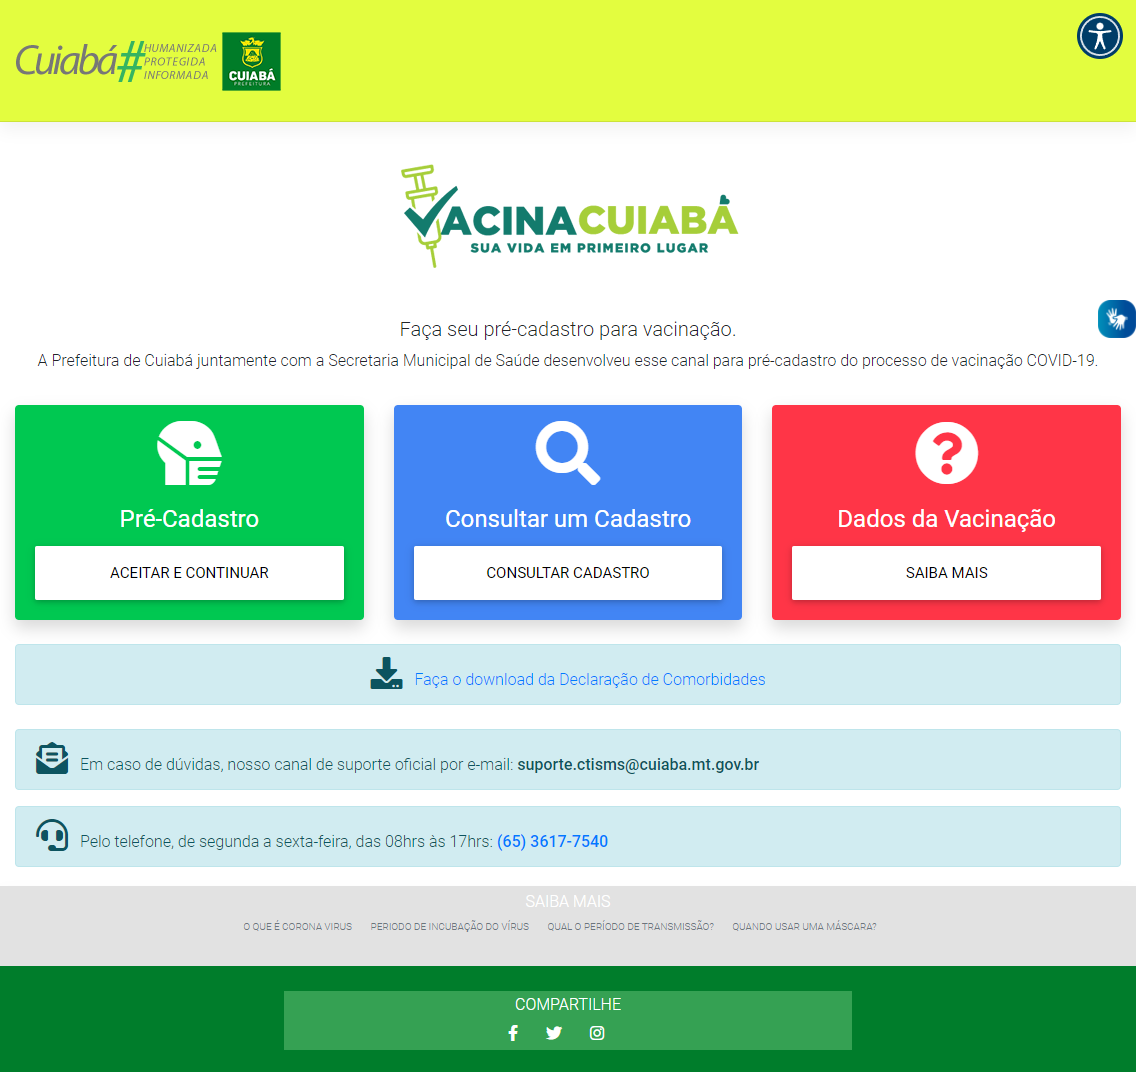 Cuiabá#
HUMANIZADA
PROTEGIDA
INFORMADA
CUIABÁ
PREFEITURA
VACINACUIABÁ
SUA VIDA EM PRIMEIRO LUGAR
Faça seu pré-cadastro para vacinação.
A Prefeitura de Cuiabá juntamente com a Secretaria Municipal de Saúde desenvolveu esse canal para pré-cadastro do processo de vacinação COVID-19.
Pré-Cadastro
ACEITAR E CONTINUAR
Consultar um Cadastro
CONSULTAR CADASTRO
Dados da Vacinação
SAIBA MAIS
Faça o download da Declaração de Comorbidades
Em caso de dúvidas, nosso canal de suporte oficial por e-mail: suporte.ctisms@cuiaba.mt.gov.br
Pelo telefone, de segunda a sexta-feira, das 08hrs às 17hrs: (65) 3617-7540
SAIBA MAIS
O QUE É CORONA VIRUS PERIODO DE INCUBAÇÃO DO VÍRUS QUAL O PERÍODO DE TRANSMISSÃO? QUANDO USAR UMA MÁSCARA?
COMPARTILHE